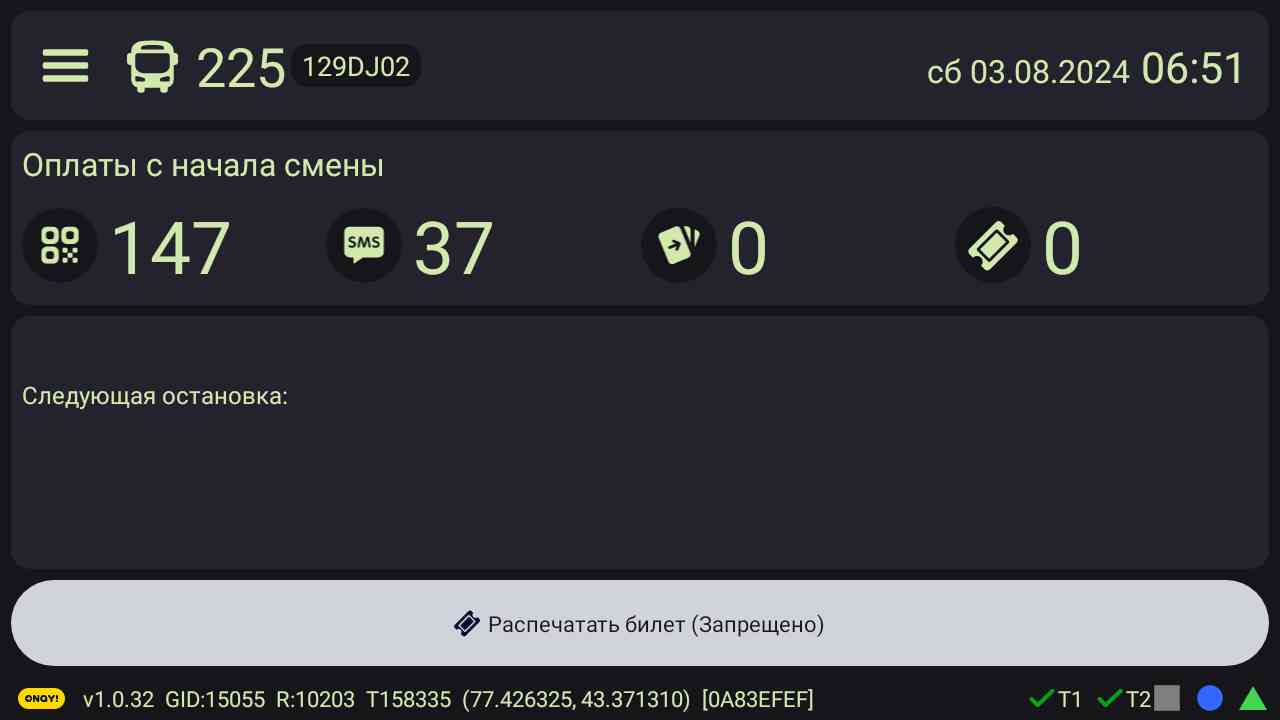 225 129DJ02 сб 03.08.2024 06:51
Оплаты с начала смены
147 SMS 37 0 0
Следующая остановка:
Распечатать билет (Запрещено)
ONAY! v1.0.32 GID:15055 R:10203 T158335 (77.426325, 43.371310) [0A83EFEF] T1 T2